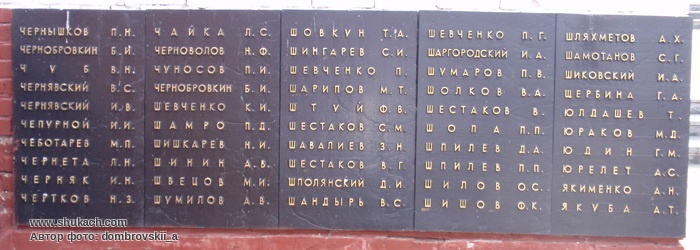 ЧЕРНЫШКОВ П.Н.
ЧЕРНОБРОВКИН Б.И.
ЧУБ В.Н.
ЧЕРНЯВСКИЙ В.С.
ЧЕРНЯВСКИЙ И.В.
ЧЕПУРНОЙ И.И.
ЧЕБОТАРЕВ М.П.
ЧЕРНЕТА Л.Н.
ЧЕРНЯК И.Н.
ЧЕРТКОВ Н.З.
ЧАЙКА Л.С.
ЧЕРНОВОЛОВ Н.Ф.
ЧУНОСОВ П.И.
ЧЕРНОБРОВКИН Б.И.
ШЕВЧЕНКО К.И.
ШАМРО П.Д.
ШИШКАРЕВ Н.И.
ШИНИН А.В.
ШВЕЦОВ М.И.
ШУМИЛОВ А.В.
ШОВКУН Т.А.
ШИНГАРЕВ С.И.
ШЕВЧЕНКО П.
ШАРИПОВ М.Т.
ШТУЙ Ф.В.
ШЕСТАКОВ С.М.
ШАВАЛИЕВ З.Н.
ШЕСТАКОВ В.Г.
ШПОЛЯНСКИЙ Д.И.
ШАНДЫРЬ В.С.
ШЕВЧЕНКО П.Г.
ШАРГОРОДСКИЙ И.А.
ШУМАРОВ П.В.
ШОЛКОВ В.А.
ШЕСТАКОВ В.
ШОПА П.П.
ШПИЛЕВ Д.А.
ШПИЛЕВ П.П.
ШИЛОВ О.С.
ШИШОВ Ф.К.
ШЛЯХМЕТОВ А.Х.
ШАМОТАНОВ С.Г.
ШИКОВСКИЙ И.А.
ЩЕРБИНА Г.А.
ЮЛДАШЕВ Т.
ЮРАКОВ М.Д.
ЮДИН Г.М.
ЮРЕЛЕТ А.С.
ЯКИМЕНКО А.Н.
ЯКУБА А.Т.
www.shukach.com
Автор фото: dombrovskii_a